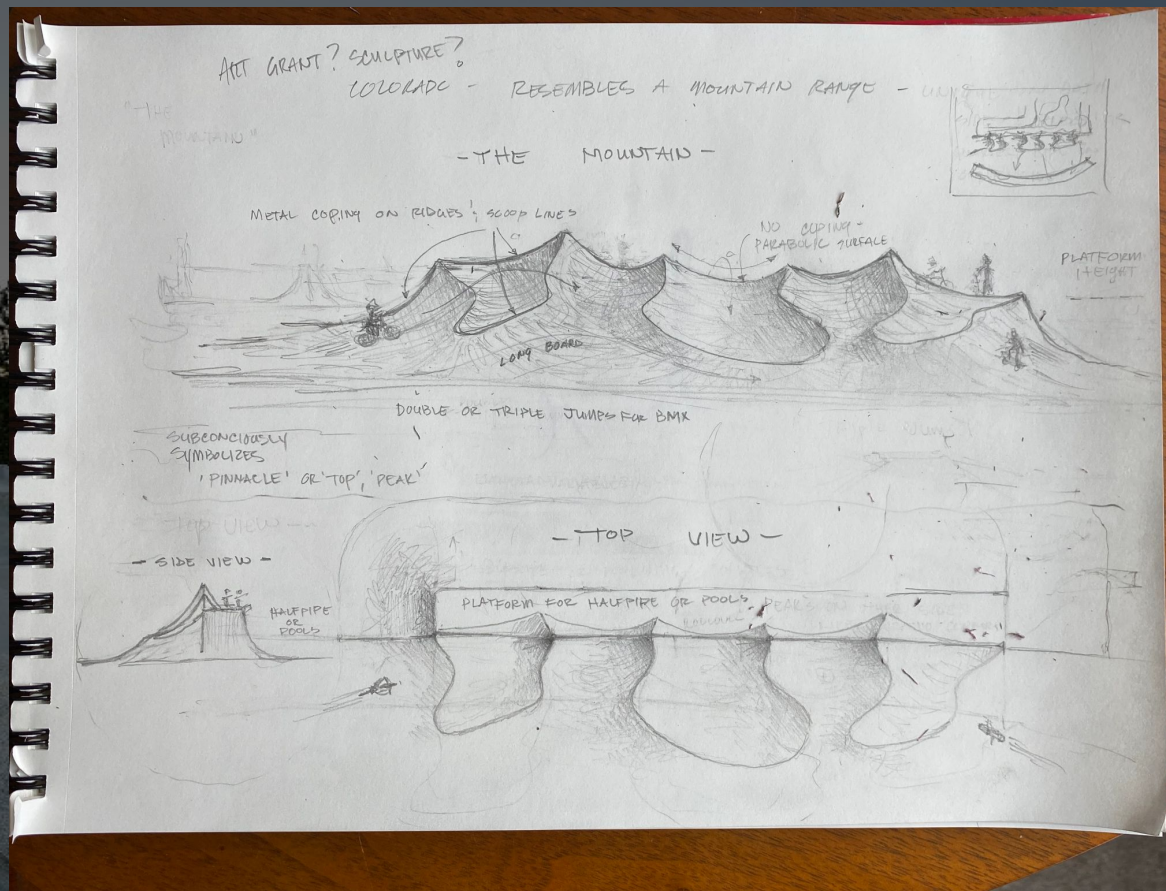 ART GRANT? SCULPTURE?
COLORADO - RESEMBLES A MOUNTAIN RANGE -
"THE
MOUNTAIN"
- THE MOUNTAIN -
METAL COPING ON RIDGES & SCOOP LINES
NO COPING -
PARABOLIC SURFACE
PLATFORM
HEIGHT
LONG BOARD
DOUBLE OR TRIPLE JUMPS FOR BMX
SUBCONCIOUSLY
SYMBOLIZES
'PINNACLE' OR 'TOP', 'PEAK'
TOP VIEW -
- TOP VIEW -
- SIDE VIEW -
HALFPIPE
OR
POOLS
PLATFORM FOR HALFPIPE OR POOLS